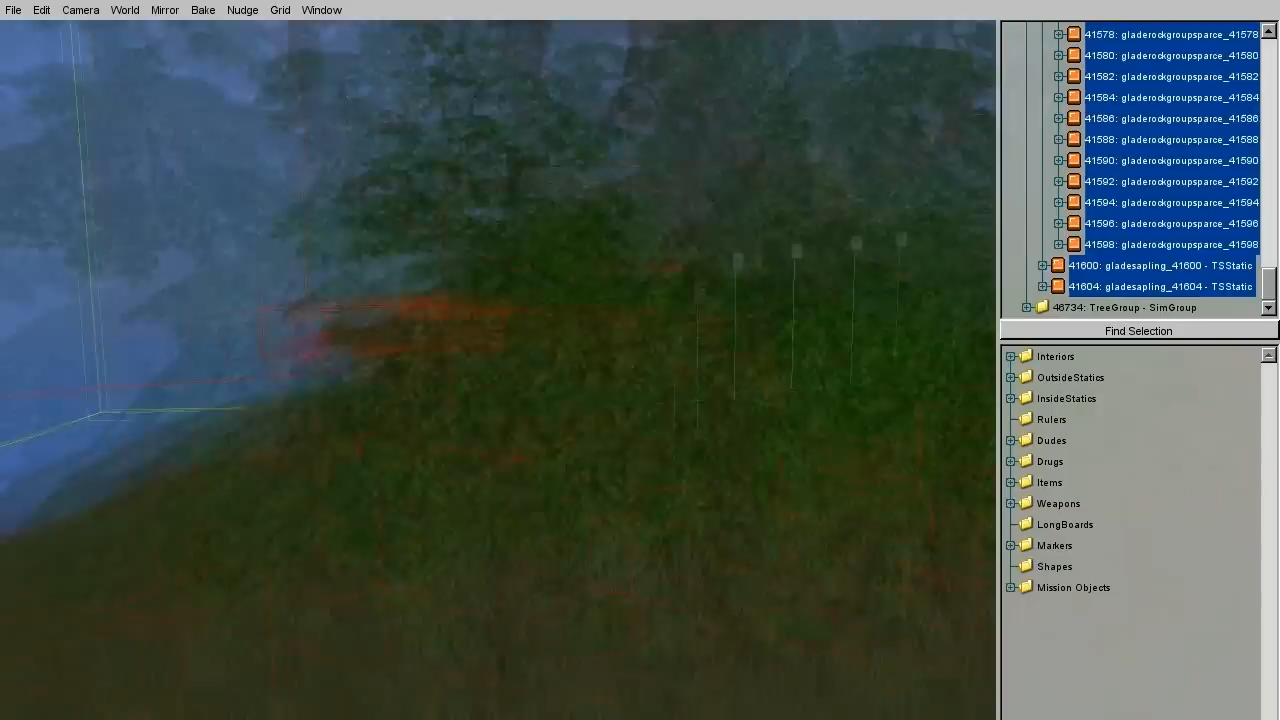 File Edit Camera World Mirror Bake Nudge Grid Window
41578: gladerockgroupsparce_41578
41580: gladerockgroupsparce_41580
41582: gladerockgroupsparce_41582
41584: gladerockgroupsparce_41584
41586: gladerockgroupsparce_41586
41588: gladerockgroupsparce_41588
41590: gladerockgroupsparce_41590
41592: gladerockgroupsparce_41592
41594: gladerockgroupsparce_41594
41596: gladerockgroupsparce_41596
41598: gladerockgroupsparce_41598
41600: gladesapling_41600 - TSStatic
41604: gladesapling_41604 - TSStatic
46734: TreeGroup - SimGroup
Find Selection
Interiors
OutsideStatics
InsideStatics
Rulers
Dudes
Drugs
Items
Weapons
LongBoards
Markers
Shapes
Mission Objects